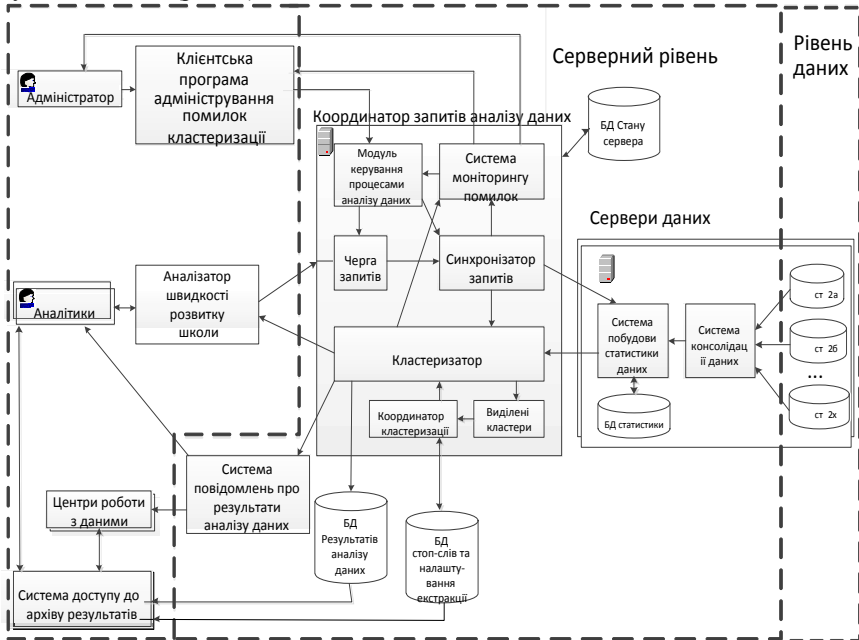 Адміністратор
Клієнтська
програма
адміністрування
помилок
кластеризації
Серверний рівень
Рівень
даних
Координатор запитів аналізу даних
БД Стану
сервера
Модуль
керування
процесами
аналізу даних
Система
моніторингу
помилок
Сервери даних
Черга
запитів
Синхронізатор
запитів
Аналітики
Аналізатор
швидкості
розвитку
школи
Кластеризатор
Система
побудови
статистики
даних
Система
консолідац
ії даних
ст 2а
ст 2б
...
ст 2х
БД статистики
Координатор
кластеризації
Виділені
кластери
Система
повідомлень про
результати
аналізу даних
Центри роботи
з даними
БД
Результатів
аналізу
даних
БД
стоп-слів та
налашту-
вання
екстракції
Система доступу до
архіву результатів